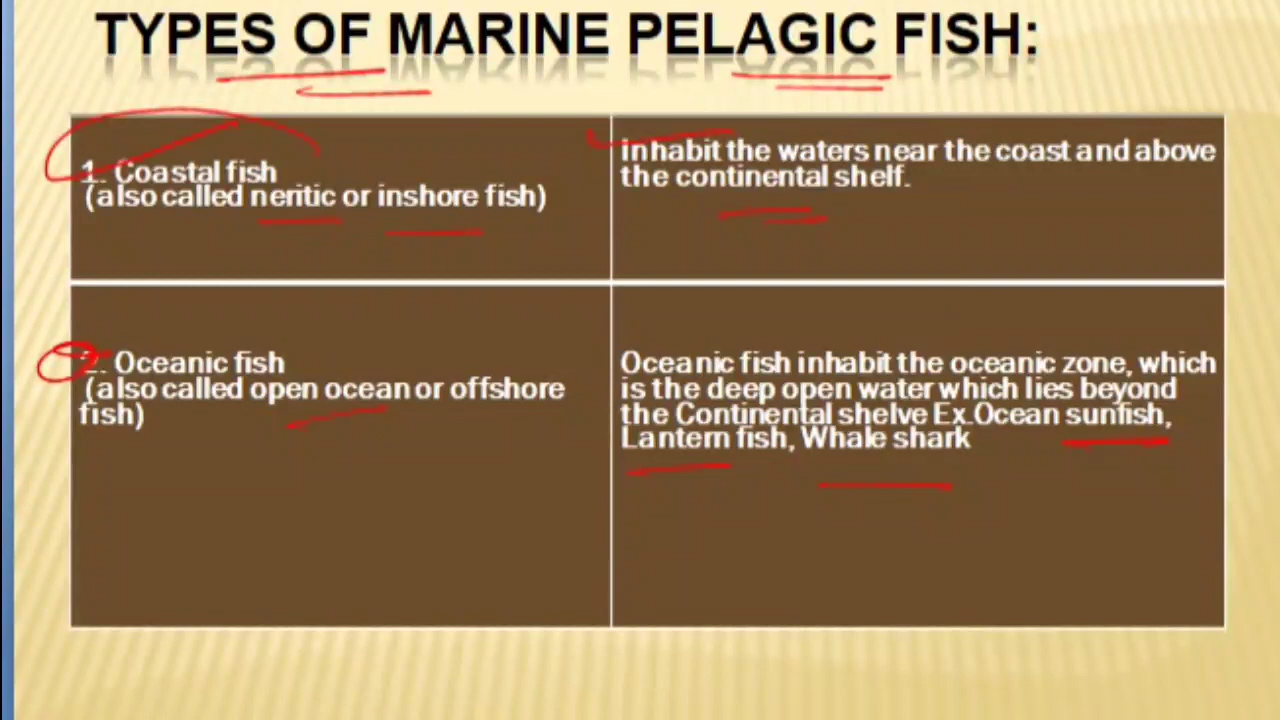 TYPES OF MARINE PELAGIC FISH:
1. Coastal fish
(also called neritic or inshore fish)
Inhabit the waters near the coast and above
the continental shelf.
2. Oceanic fish
(also called open ocean or offshore
fish)
Oceanic fish inhabit the oceanic zone, which
is the deep open water which lies beyond
the Continental shelve Ex.Ocean sunfish,
Lantern fish, Whale shark